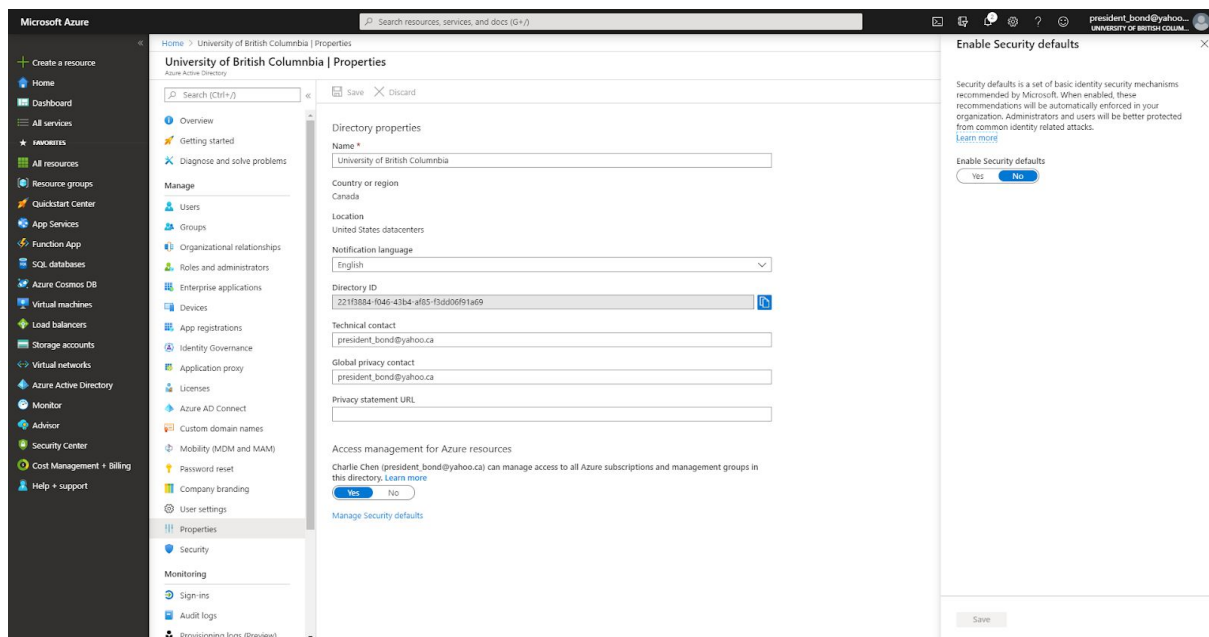 Microsoft Azure
Search resources, services, and docs (G+/)
2
president_bond@yahoo...
UNIVERSITY OF BRITISH COLUM...
Create a resource
Home
Dashboard
All services
FAVORITES
All resources
Resource groups
Quickstart Center
App Services
Function App
SQL databases
Azure Cosmos DB
Virtual machines
Load balancers
Storage accounts
Virtual networks
Azure Active Directory
Monitor
Advisor
Security Center
Cost Management + Billing
Help + support
Home > University of British Columnbia | Properties
University of British Columnbia | Properties
Azure Active Directory
Search (Ctrl+/)
Overview
Getting started
Diagnose and solve problems
Manage
Users
Groups
Organizational relationships
Roles and administrators
Enterprise applications
Devices
App registrations
Identity Governance
Application proxy
Licenses
Azure AD Connect
Custom domain names
Mobility (MDM and MAM)
Password reset
Company branding
User settings
Properties
Security
Monitoring
Sign-ins
Audit logs
Provisioning logs (Preview)
Save Discard
Directory properties
Name *
University of British Columnbia
Country or region
Canada
Location
United States datacenters
Notification language
English
Directory ID
221f3884-f046-43b4-af85-f3dd06f91a69
Technical contact
president_bond@yahoo.ca
Global privacy contact
president_bond@yahoo.ca
Privacy statement URL
Access management for Azure resources
Charlie Chen (president_bond@yahoo.ca) can manage access to all Azure subscriptions and management groups in
this directory. Learn more
Yes No
Manage Security defaults
Enable Security defaults
Security defaults is a set of basic identity security mechanisms
recommended by Microsoft. When enabled, these
recommendations will be automatically enforced in your
organization. Administrators and users will be better protected
from common identity related attacks.
Learn more
Enable Security defaults
Yes No
Save